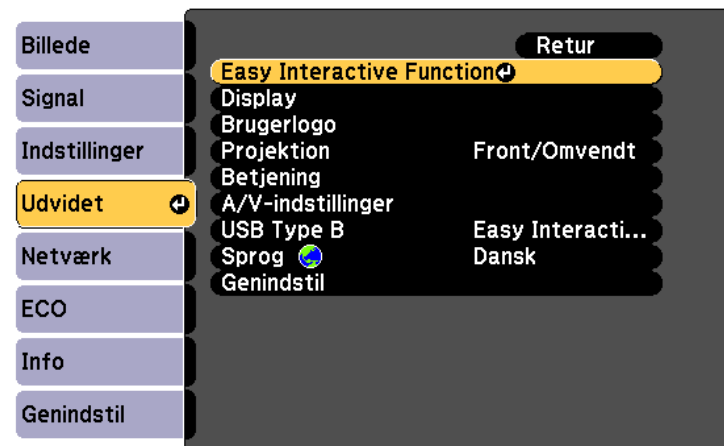 Billede
Signal
Indstillinger
Udvidet
Netværk
ECO
Info
Genindstil
Retur
Easy Interactive Function
Display
Brugerlogo
Projektion Front/Omvendt
Betjening
A/V-indstillinger
USB Type B Easy Interacti...
Sprog Dansk
Genindstil